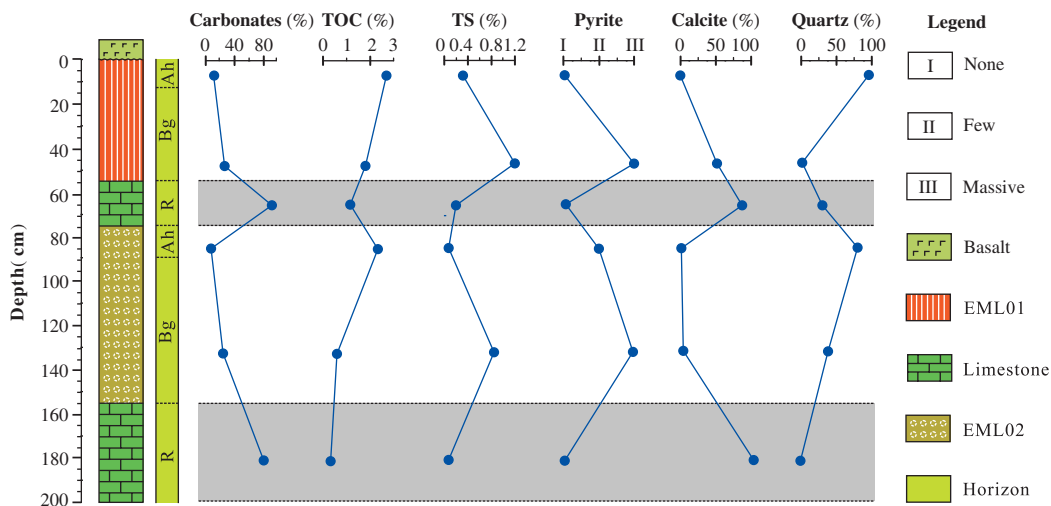 Carbonates (%) TOC (%) TS (%) Pyrite Calcite (%) Quartz (%) Legend
0 40 80 0 1 2 3 0 0.4 0.8 1.2 I II III 0 50 100 0 50 100
I None
II Few
III Massive
Basalt
EML01
Limestone
EML02
Horizon
Depth(cm)
0
20
40
60
80
100
120
140
160
180
200
Ah
Bg
R
Ah
Bg
R